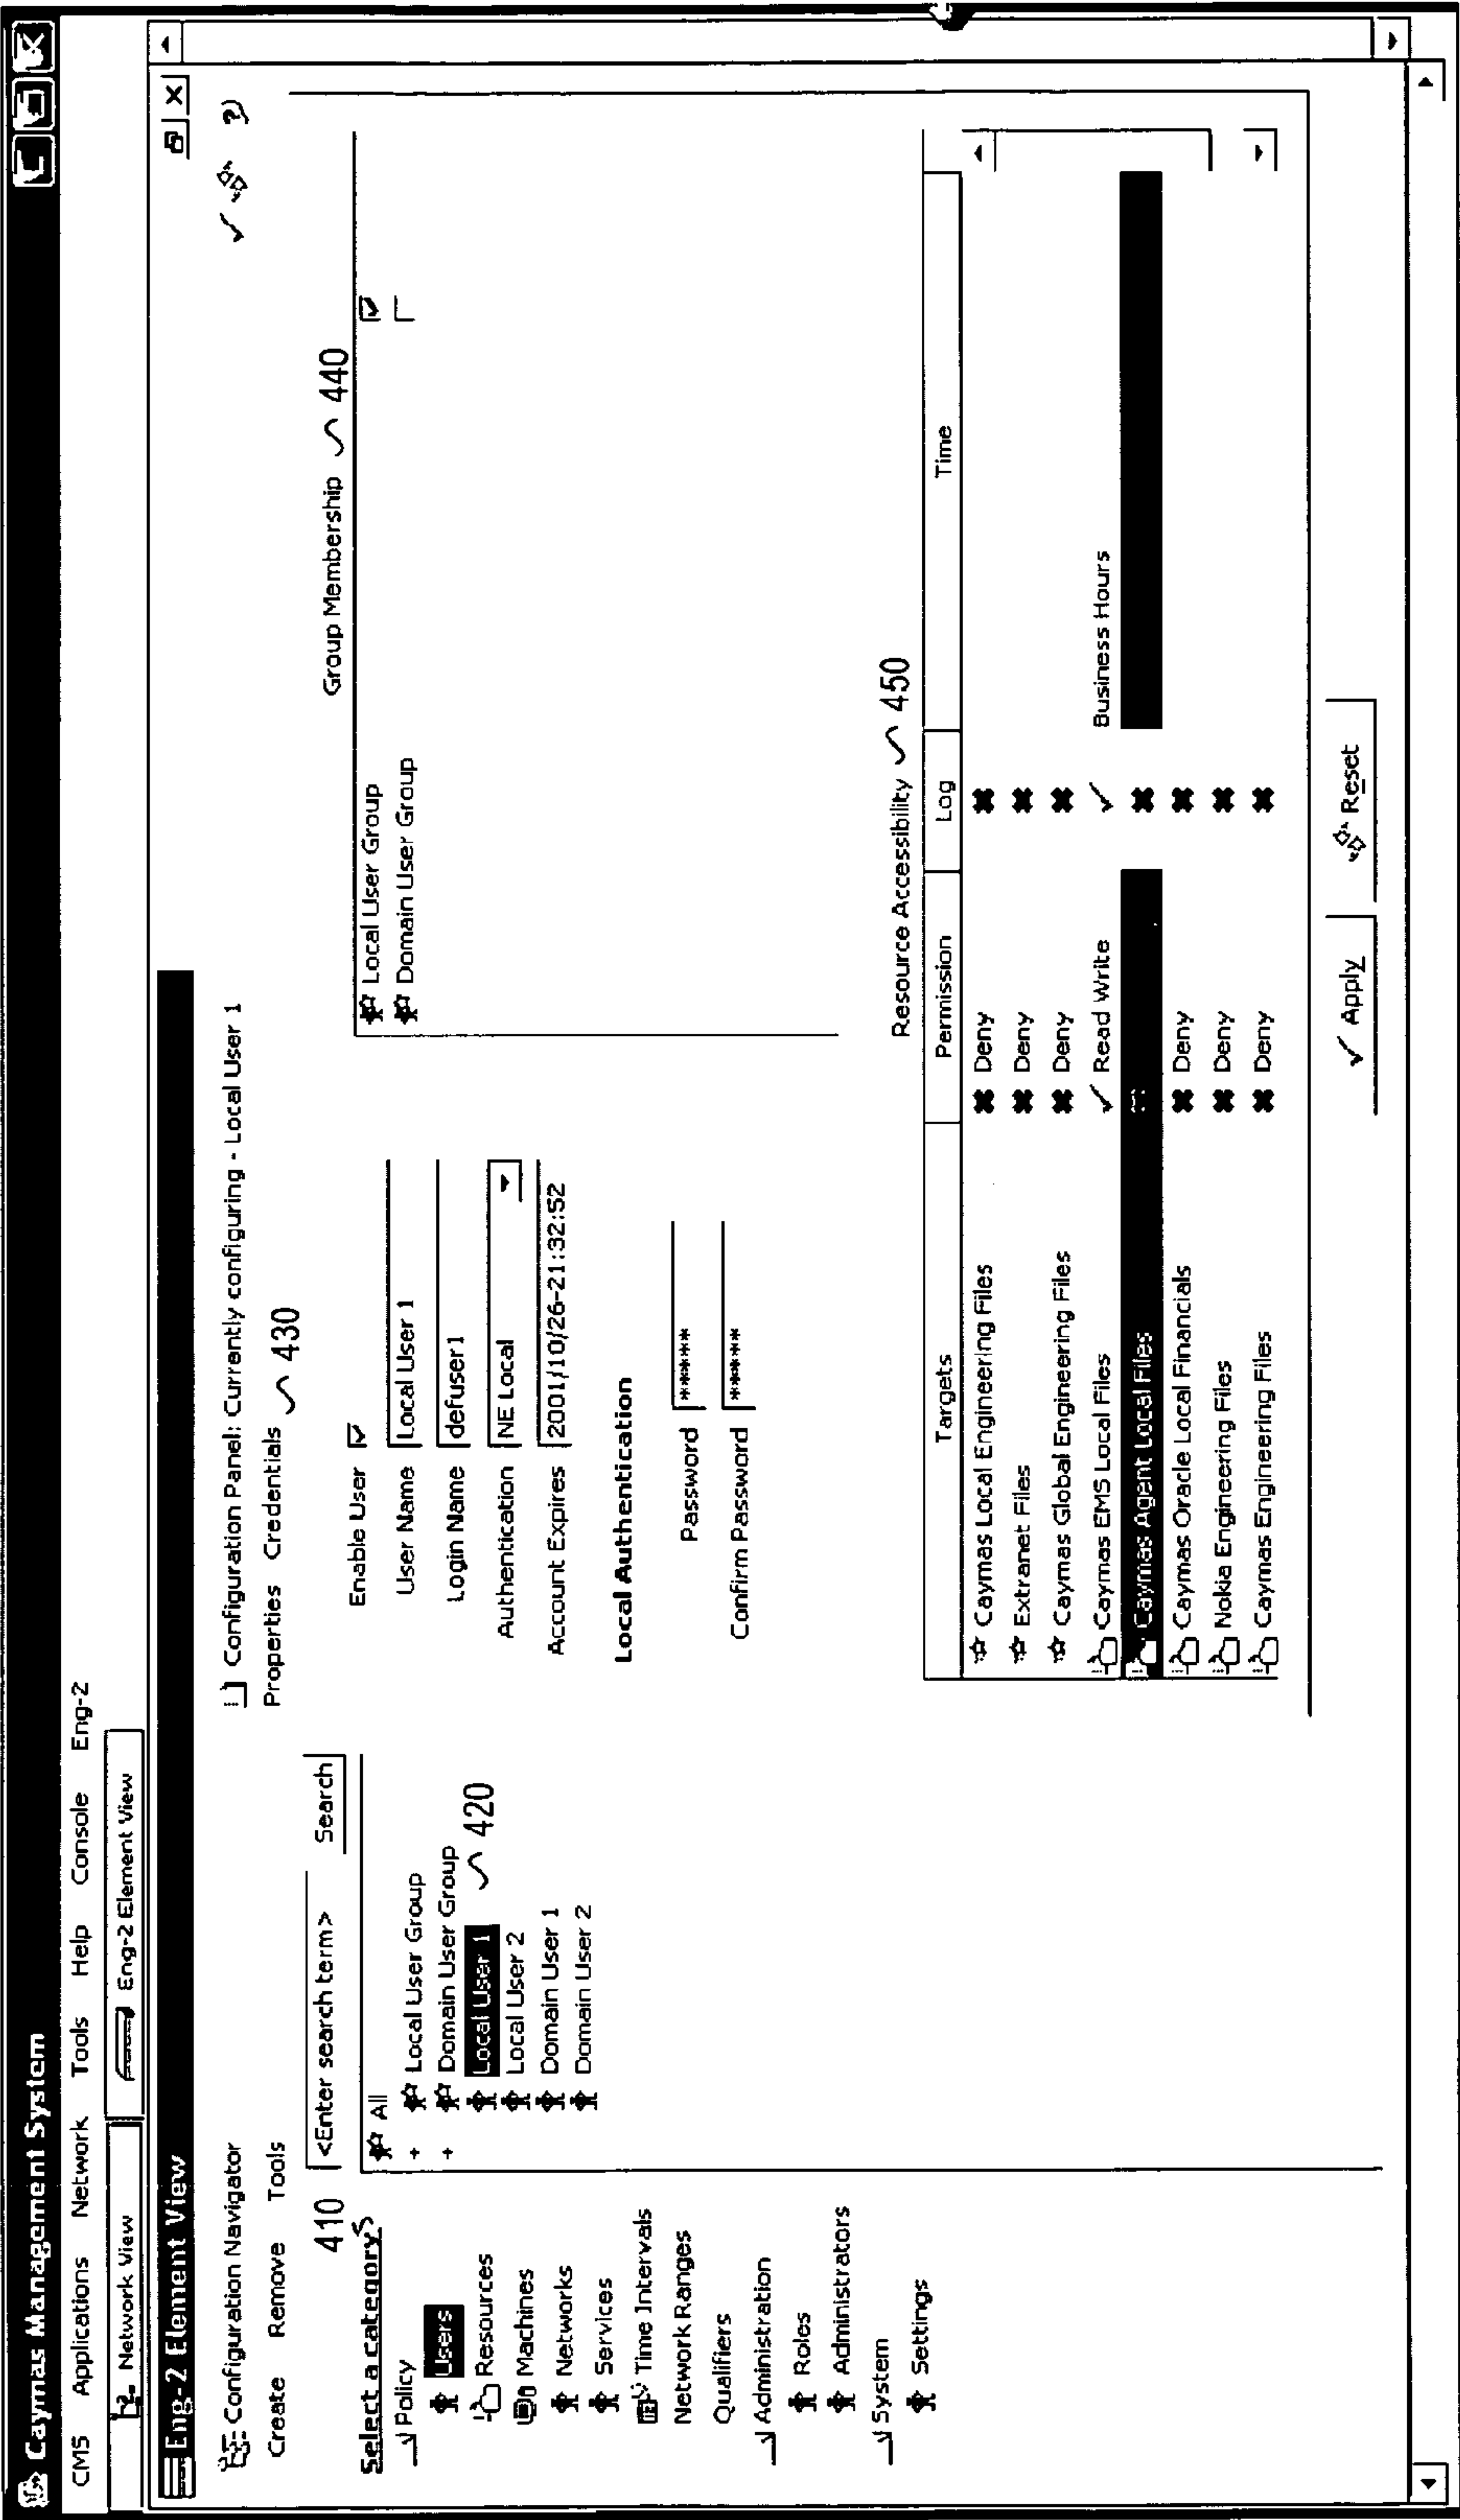 Caymas Management System
CMS Applications Network Tools Help Console Eng-2
Network View Eng-2 Element View
Eng-2 Element View
Configuration Navigator
Create Remove Tools
410
<Enter search term> Search
Select a category
Policy
Users
Resources
Machines
Networks
Services
Time Intervals
Network Ranges
Qualifiers
Administration
Roles
Administrators
System
Settings
All
+ Local User Group
+ Domain User Group
Local User 1 420
Local User 2
Domain User 1
Domain User 2
Configuration Panel: Currently configuring - Local User 1
Properties Credentials 430
Enable User
User Name Local User 1
Login Name defuser1
Authentication NE Local
Account Expires 2001/10/26-21:32:52
Local Authentication
Password *****
Confirm Password *****
Group Membership 440
Local User Group
Domain User Group
Resource Accessibility 450
Targets Permission Log Time
Caymas Local Engineering Files Deny
Extranet Files Deny
Caymas Global Engineering Files Deny
Caymas EMS Local Files Read Write Business Hours
Caymas Agent Local Files
Caymas Oracle Local Financials Deny
Nokia Engineering Files Deny
Caymas Engineering Files Deny
Apply Reset